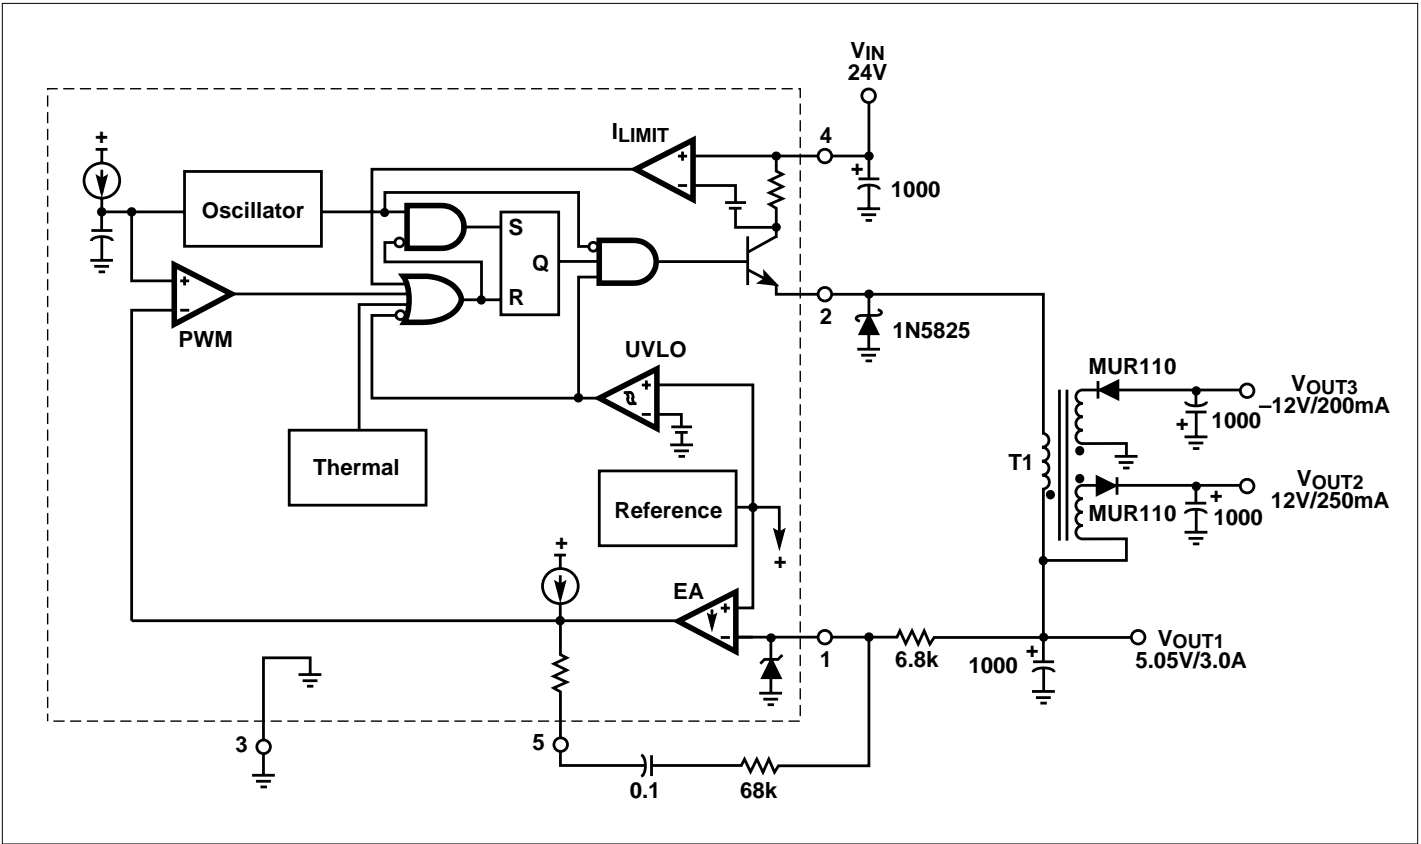 VIN
24V
ILIMIT
4
+
+
+
1000
–
Oscillator
S
Q
R
+
–
PWM
2
1N5825
UVLO
+
–
MUR110
VOUT3
–12V/200mA
1000
+
Thermal
T1
VOUT2
12V/250mA
+
1000
MUR110
Reference
+
+
EA
+
–
1
6.8k
+
1000
VOUT1
5.05V/3.0A
3
5
0.1
68k